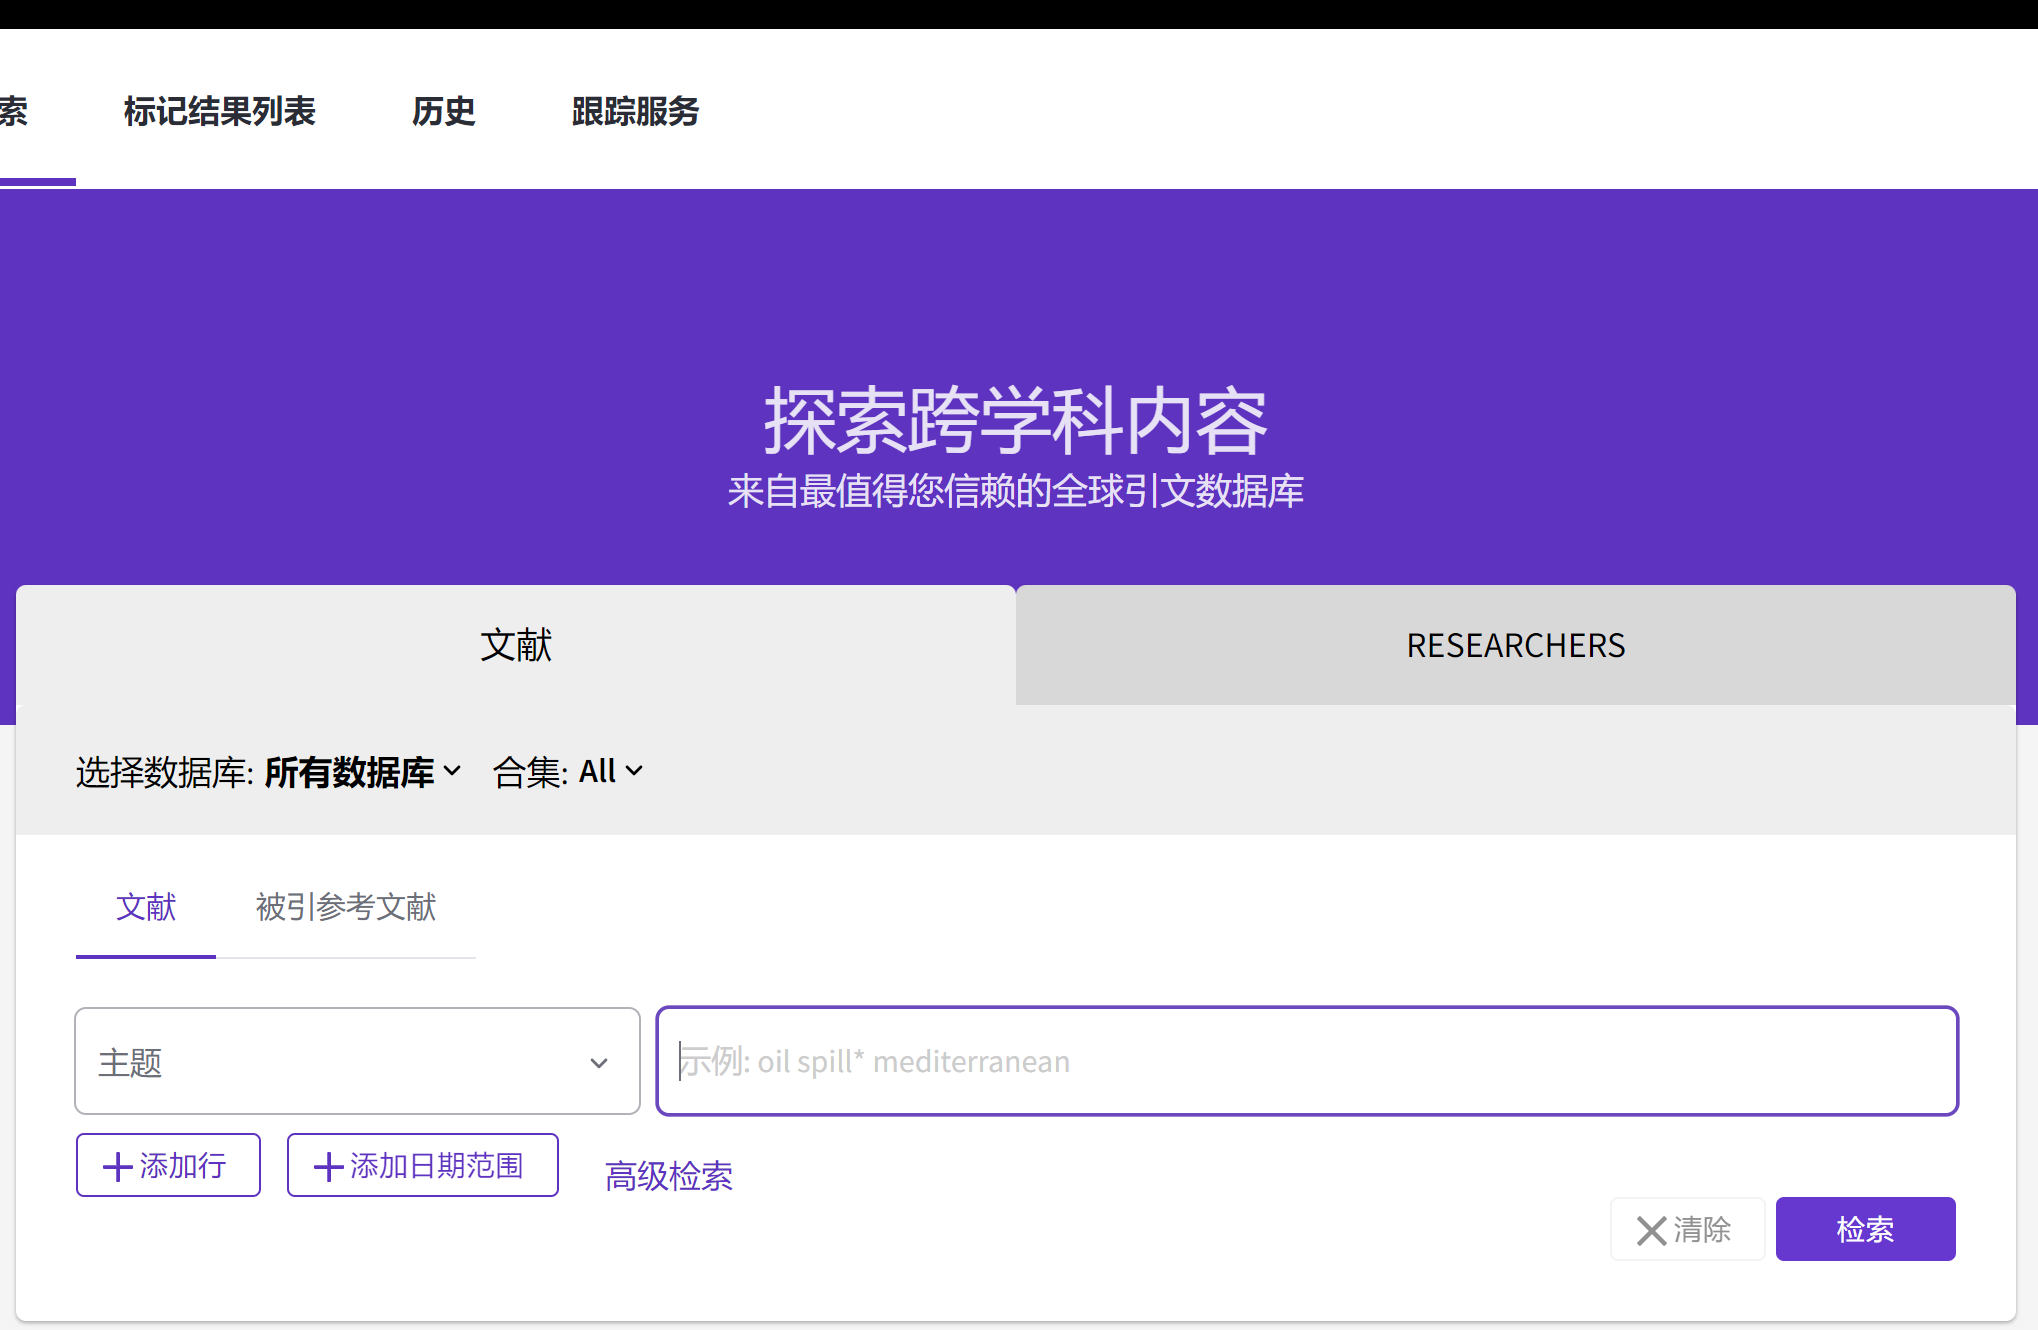 索 标记结果列表 历史 跟踪服务
探索跨学科内容
来自最值得您信赖的全球引文数据库
文献 RESEARCHERS
选择数据库: 所有数据库 合集: All
文献 被引参考文献
主题 示例: oil spill* mediterranean
添加行 添加日期范围 高级检索
清除 检索